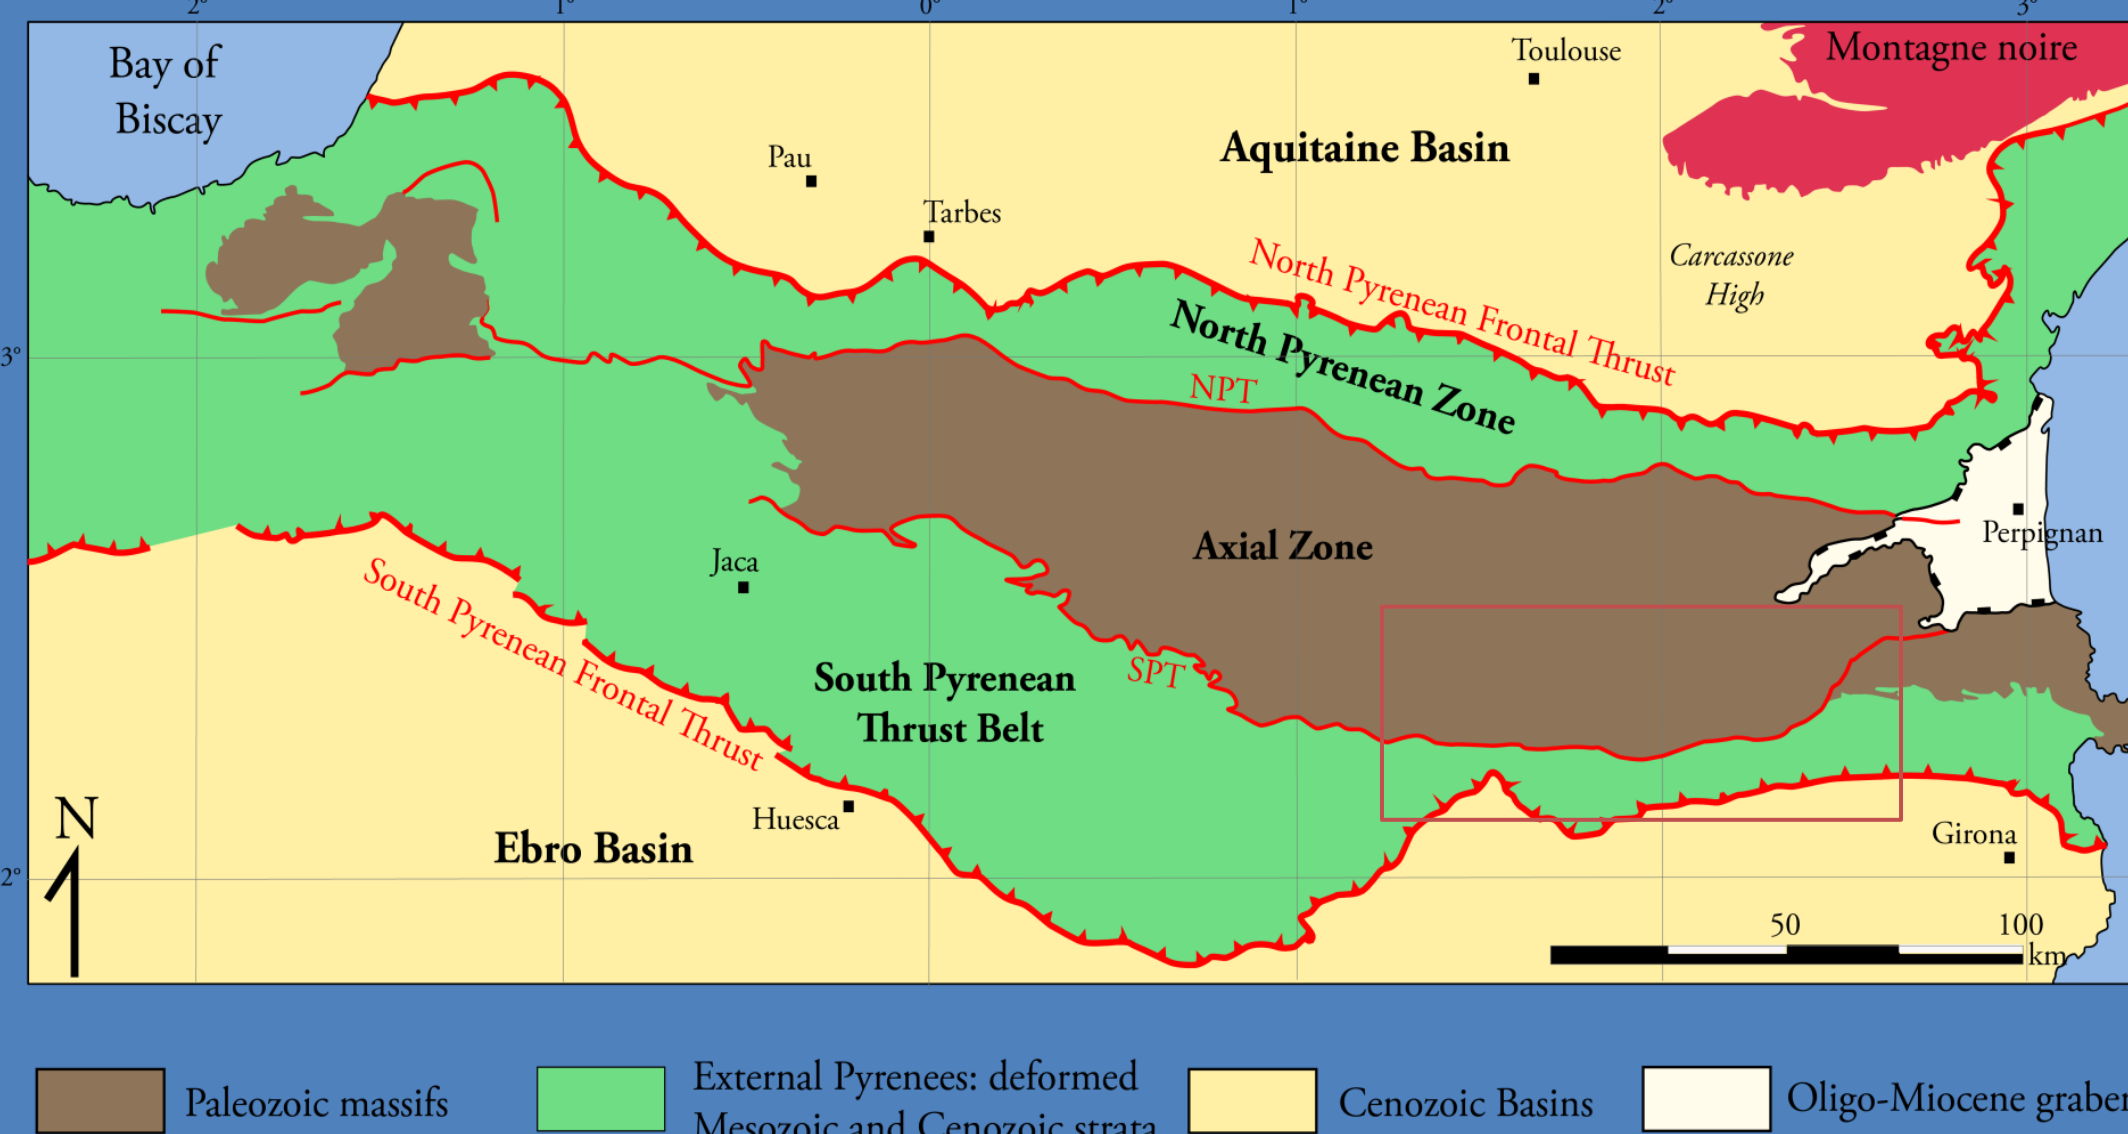 2° 1° 0° 1° 2° 3°
Bay of
Biscay
Toulouse
Montagne noire
Pau
Aquitaine Basin
Tarbes
North Pyrenean Frontal Thrust
Carcassone
High
North Pyrenean Zone
3°
NPT
Perpignan
Axial Zone
Jaca
South Pyrenean Frontal Thrust
South Pyrenean
Thrust Belt
SPT
N
Huesca
Ebro Basin
Girona
2°
50 100
km
Paleozoic massifs
External Pyrenees: deformed
Mesozoic and Cenozoic strata
Cenozoic Basins
Oligo-Miocene graben